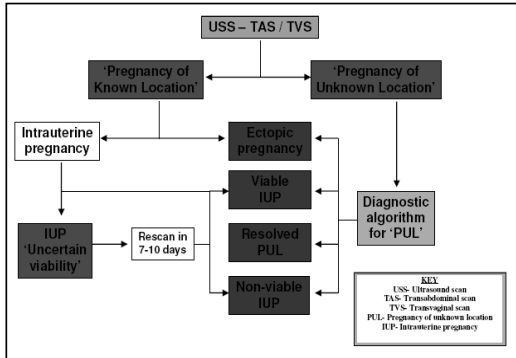 USS – TAS / TVS
‘Pregnancy of
Known Location’
‘Pregnancy of
Unknown Location’
Intrauterine
pregnancy
Ectopic
pregnancy
Viable
IUP
IUP
‘Uncertain
viability’
Rescan in
7-10 days
Resolved
PUL
Diagnostic
algorithm
for ‘PUL’
Non-viable
IUP
KEY
USS- Ultrasound scan
TAS- Transabdominal scan
TVS- Transvaginal scan
PUL- Pregnancy of unknown location
IUP- Intrauterine pregnancy